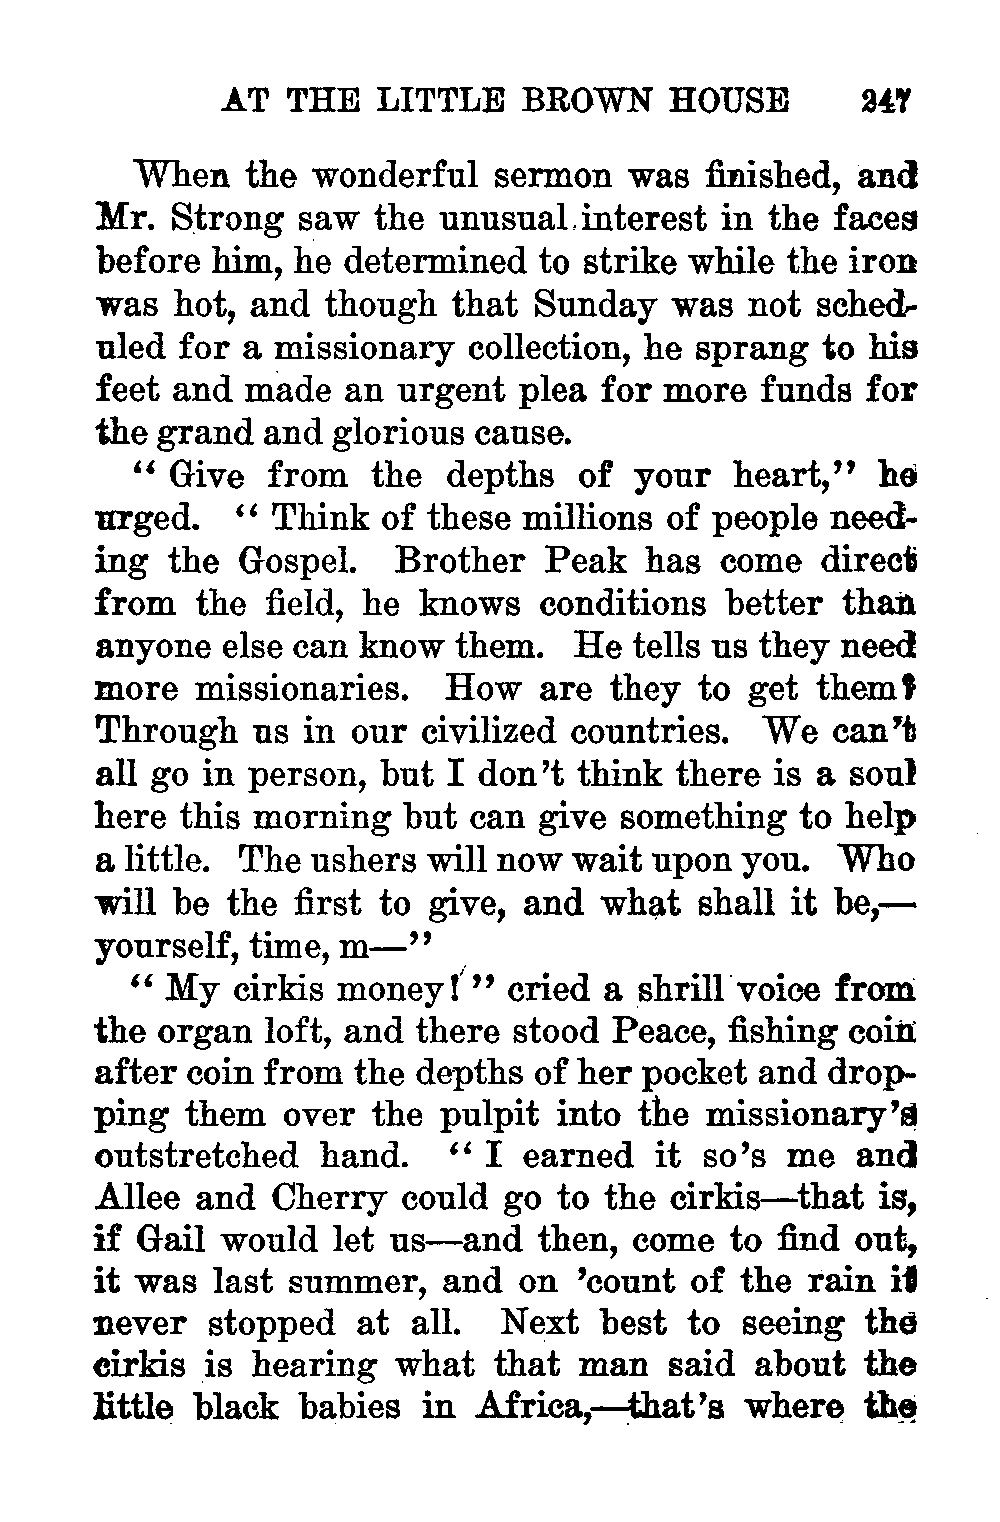 AT THE LITTLE BROWN HOUSE 247
When the wonderful sermon was finished, and
Mr. Strong saw the unusual interest in the faces
before him, he determined to strike while the iron
was hot, and though that Sunday was not sched-
uled for a missionary collection, he sprang to his
feet and made an urgent plea for more funds for
the grand and glorious cause.
“ Give from the depths of your heart,” he
urged. “ Think of these millions of people need-
ing the Gospel. Brother Peak has come direct
from the field, he knows conditions better than
anyone else can know them. He tells us they need
more missionaries. How are they to get them?
Through us in our civilized countries. We can’t
all go in person, but I don’t think there is a soul
here this morning but can give something to help
a little. The ushers will now wait upon you. Who
will be the first to give, and what shall it be,—
yourself, time, m—”
“ My cirkis money! ” cried a shrill voice from
the organ loft, and there stood Peace, fishing coin
after coin from the depths of her pocket and drop-
ping them over the pulpit into the missionary’s
outstretched hand. “ I earned it so’s me and
Allee and Cherry could go to the cirkis—that is,
if Gail would let us—and then, come to find out,
it was last summer, and on ’count of the rain it
never stopped at all. Next best to seeing the
cirkis is hearing what that man said about the
little black babies in Africa,—that’s where the